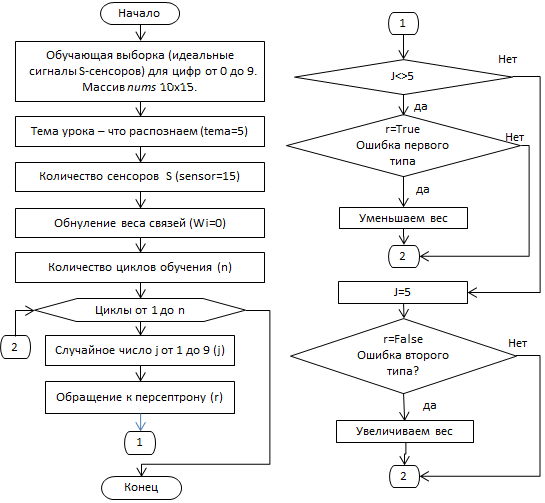 Начало
Обучающая выборка (идеальные
сигналы S-сенсоров) для цифр от 0 до 9.
Массив nums 10x15.
Тема урока – что распознаем (tema=5)
Количество сенсоров S (sensor=15)
Обнуление веса связей (Wi=0)
Количество циклов обучения (n)
Циклы от 1 до n
2
Случайное число j от 1 до 9 (j)
Обращение к персептрону (r)
1
Конец
1
J<>5
Нет
да
r=True
Ошибка первого
типа
Нет
да
Уменьшаем вес
2
J=5
r=False
Ошибка второго
типа?
Нет
да
Увеличиваем вес
2